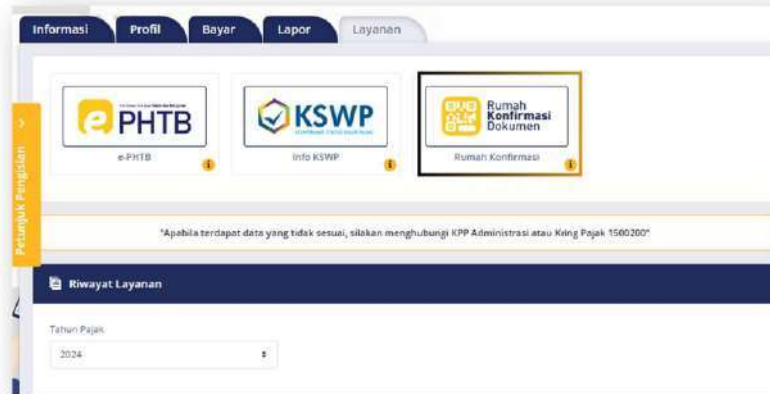 Informasi Profil Bayar Lapor Layanan
e PHTB
KSWP
Rumah
Konfirmasi
Dokumen
e-PHTB Info KSWP Rumah Konfirmasi
Petunjuk Pengisian
"Apabila terdapat data yang tidak sesuai, silakan menghubungi KPP Administrasi atau Kring Pajak 1500200"
Riwayat Layanan
Tahun Pajak
2024